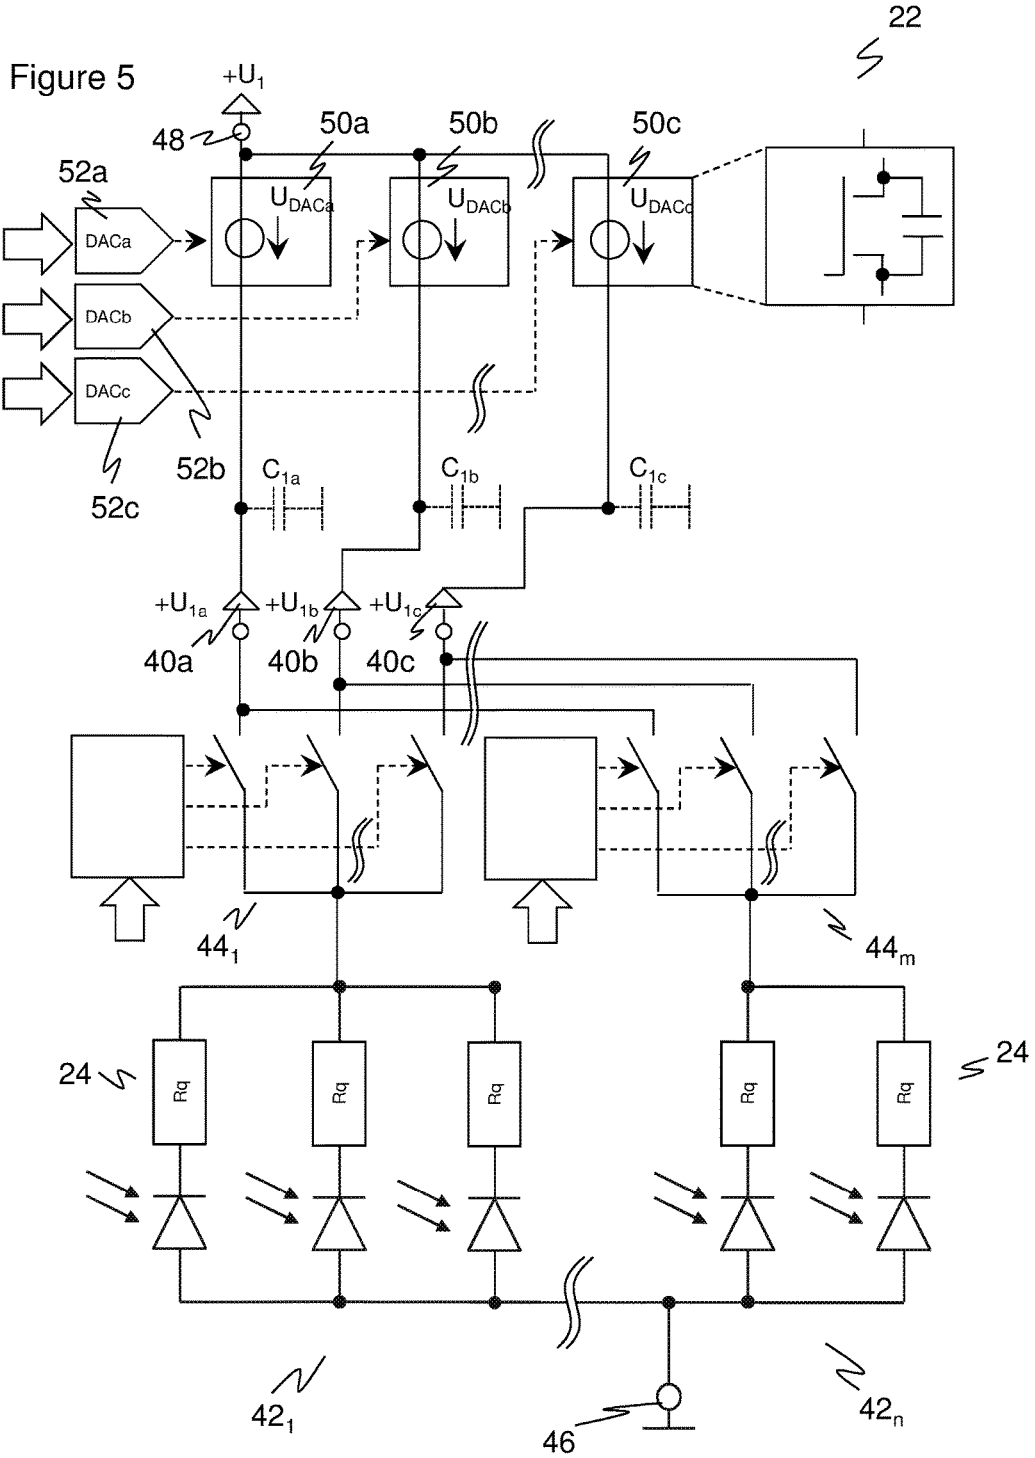 22
Figure 5
+U1
48
50a
50b
50c
52a
UDACa
UDACb
UDACc
DACa
DACb
DACc
52b
52c
C1a
C1b
C1c
+U1a
+U1b
+U1c
40a
40b
40c
441
44m
24
24
Rq
Rq
Rq
Rq
Rq
421
46
42n